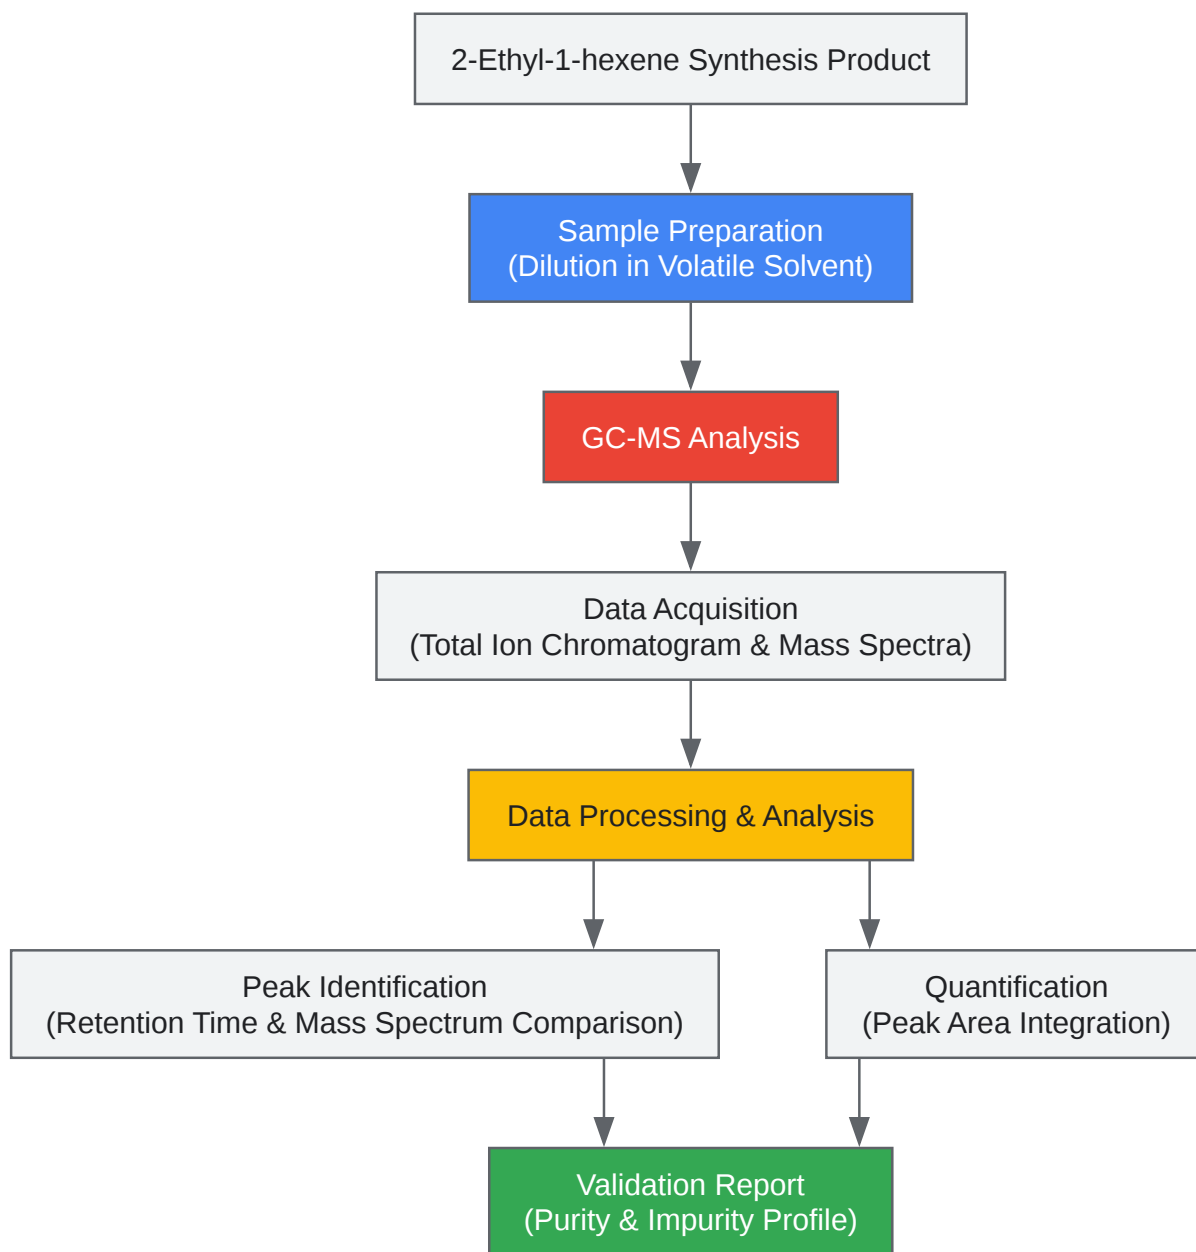 2-Ethyl-1-hexene Synthesis Product
Sample Preparation
(Dilution in Volatile Solvent)
GC-MS Analysis
Data Acquisition
(Total Ion Chromatogram & Mass Spectra)
Data Processing & Analysis
Peak Identification
(Retention Time & Mass Spectrum Comparison)
Quantification
(Peak Area Integration)
Validation Report
(Purity & Impurity Profile)